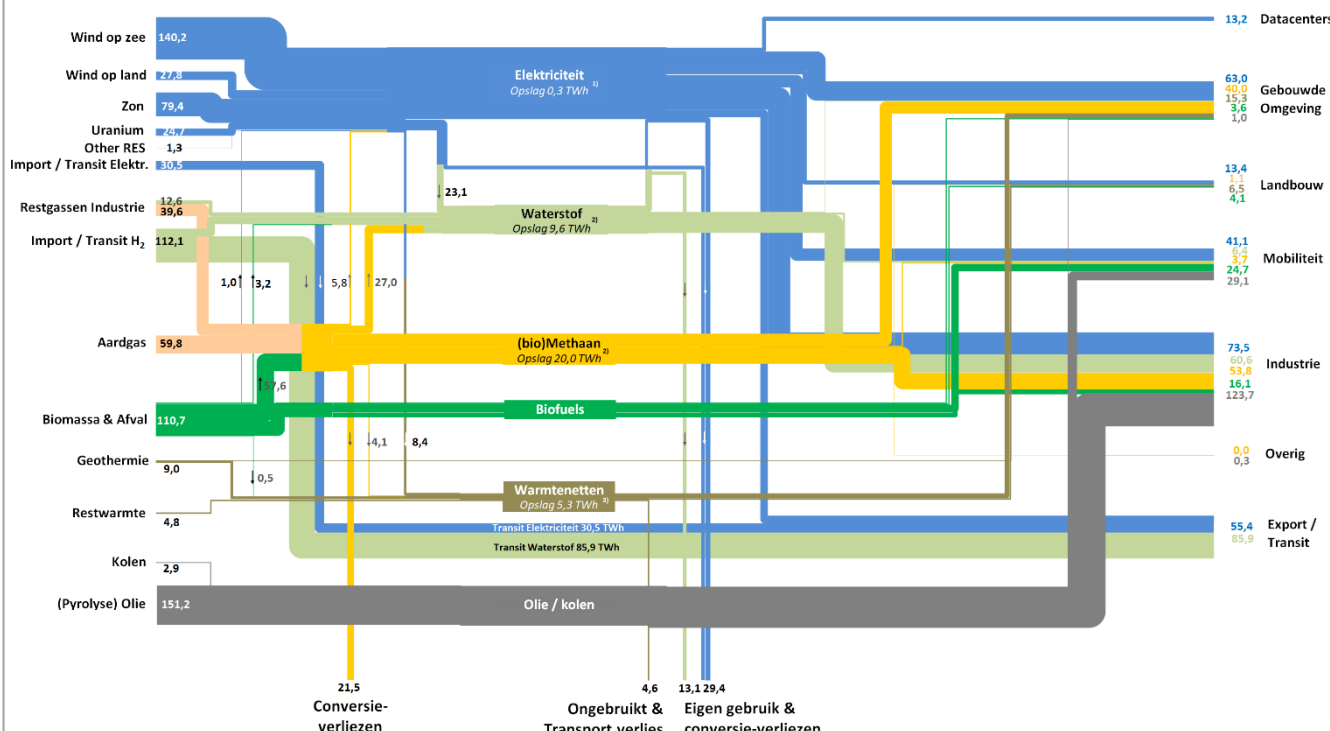 Wind op zee
140,2
Wind op land
27,8
Zon
79,4
Uranium
24,7
Other RES
1,3
Import / Transit Elektr.
30,5
Restgassen Industrie
12,6
39,6
Import / Transit H2
112,1
Aardgas
59,8
Biomassa & Afval
110,7
Geothermie
9,0
Restwarmte
4,8
Kolen
2,9
(Pyrolyse) Olie
151,2
Elektriciteit
Opslag 0,3 TWh 1)
23,1
Waterstof
Opslag 9,6 TWh 2)
1,0
3,2
5,8
27,0
(bio)Methaan
Opslag 20,0 TWh 2)
57,6
Biofuels
4,1
8,4
0,5
Warmtenetten
Opslag 5,3 TWh 3)
Transit Elektriciteit 30,5 TWh
Transit Waterstof 85,9 TWh
Olie / kolen
13,2
Datacenters
63,0
40,0
15,3
3,6
1,0
Gebouwde
Omgeving
13,4
1,1
6,5
4,1
Landbouw
41,1
6,4
3,7
24,7
29,1
Mobiliteit
73,5
60,6
53,8
16,1
123,7
Industrie
0,0
0,3
Overig
55,4
85,9
Export /
Transit
21,5
Conversie-
verliezen
4,6
Ongebruikt &
Transport verlies
13,1
29,4
Eigen gebruik &
conversie-verliezen